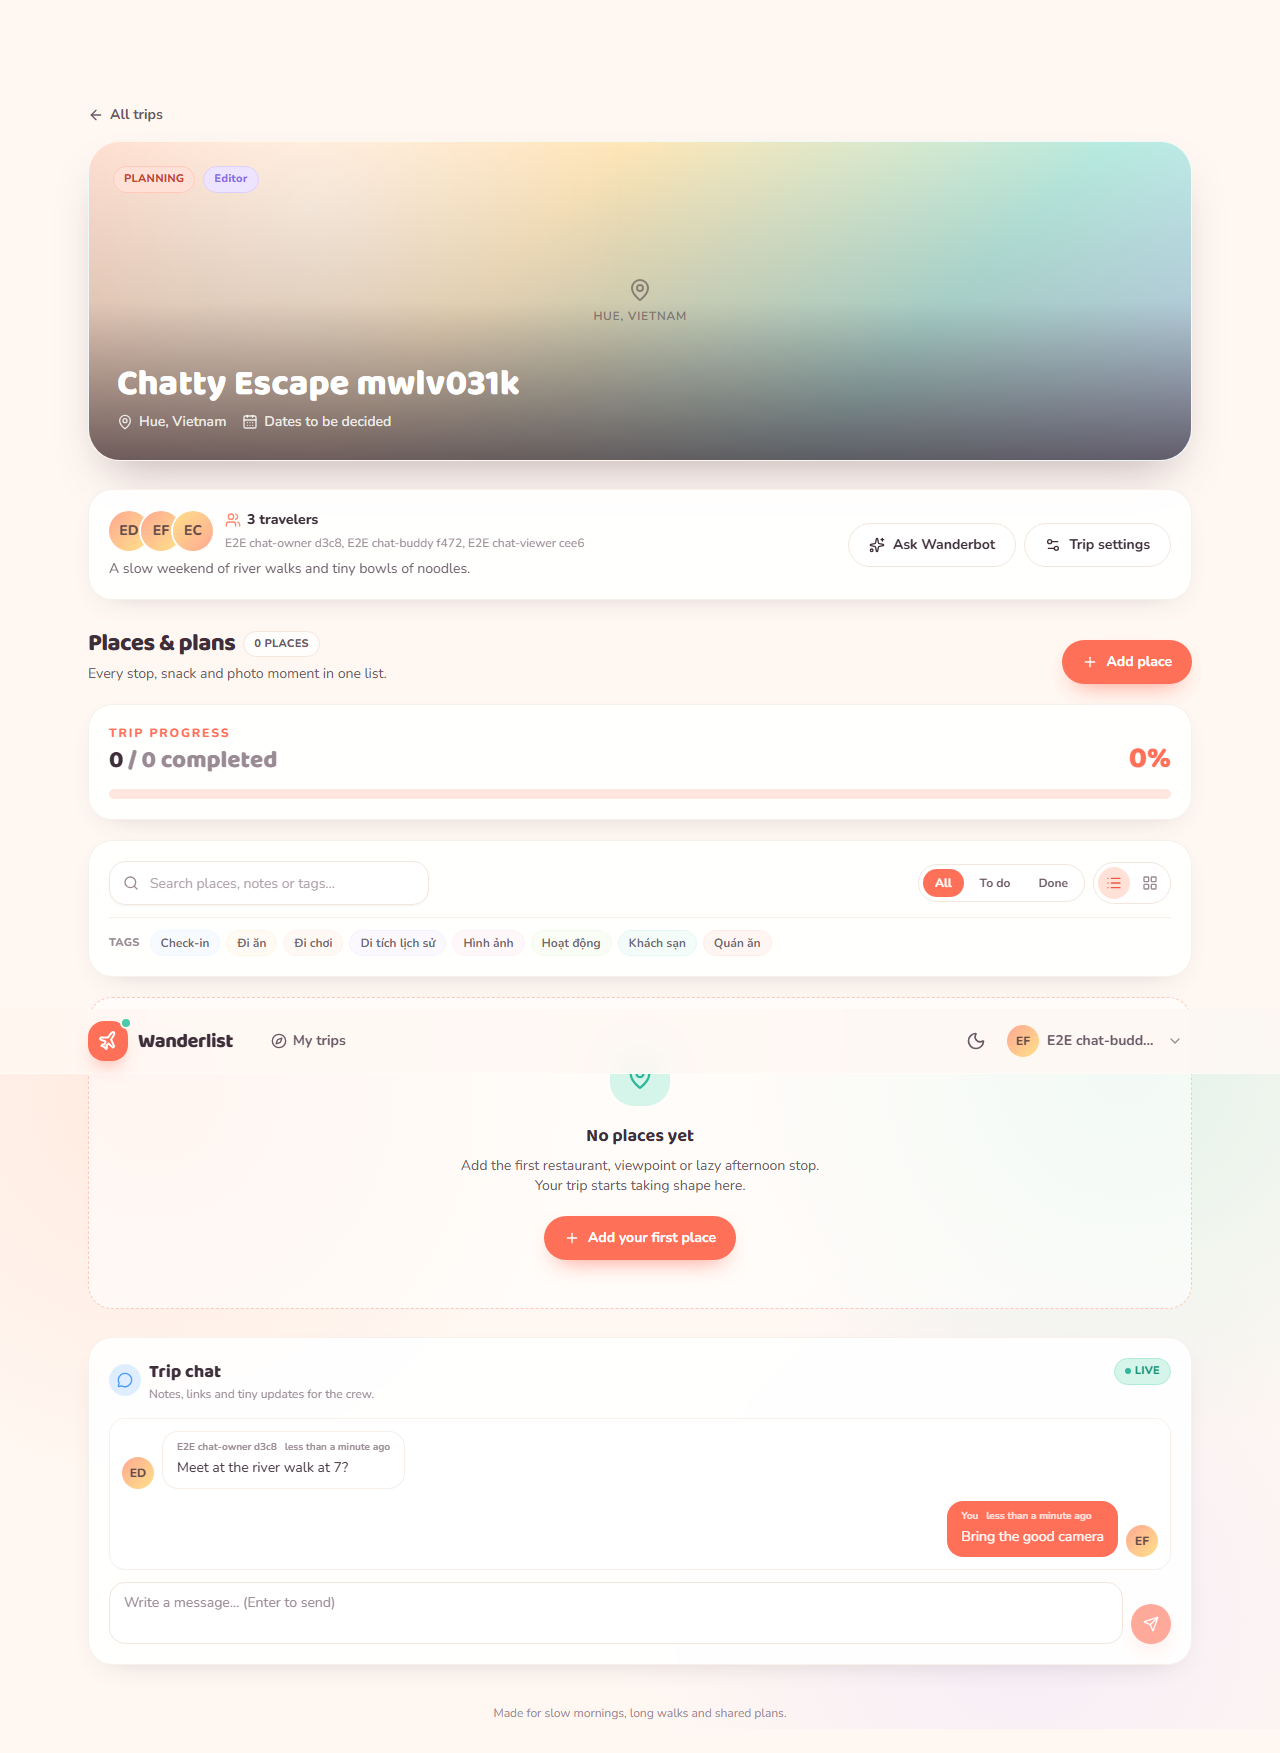 All trips
PLANNING Editor
HUE, VIETNAM
Chatty Escape mwlv031k
Hue, Vietnam Dates to be decided
ED EF EC
3 travelers
E2E chat-owner d3c8, E2E chat-buddy f472, E2E chat-viewer cee6
A slow weekend of river walks and tiny bowls of noodles.
Ask Wanderbot
Trip settings
Places & plans 0 PLACES
Every stop, snack and photo moment in one list.
Add place
TRIP PROGRESS
0 / 0 completed
0%
Search places, notes or tags...
All To do Done
TAGS Check-in Đi ăn Đi chơi Di tích lịch sử Hình ảnh Hoạt động Khách sạn Quán ăn
Wanderlist
My trips
EF E2E chat-budd...
No places yet
Add the first restaurant, viewpoint or lazy afternoon stop.
Your trip starts taking shape here.
Add your first place
Trip chat
Notes, links and tiny updates for the crew.
LIVE
E2E chat-owner d3c8 less than a minute ago
ED Meet at the river walk at 7?
You less than a minute ago
Bring the good camera EF
Write a message... (Enter to send)
Made for slow mornings, long walks and shared plans.